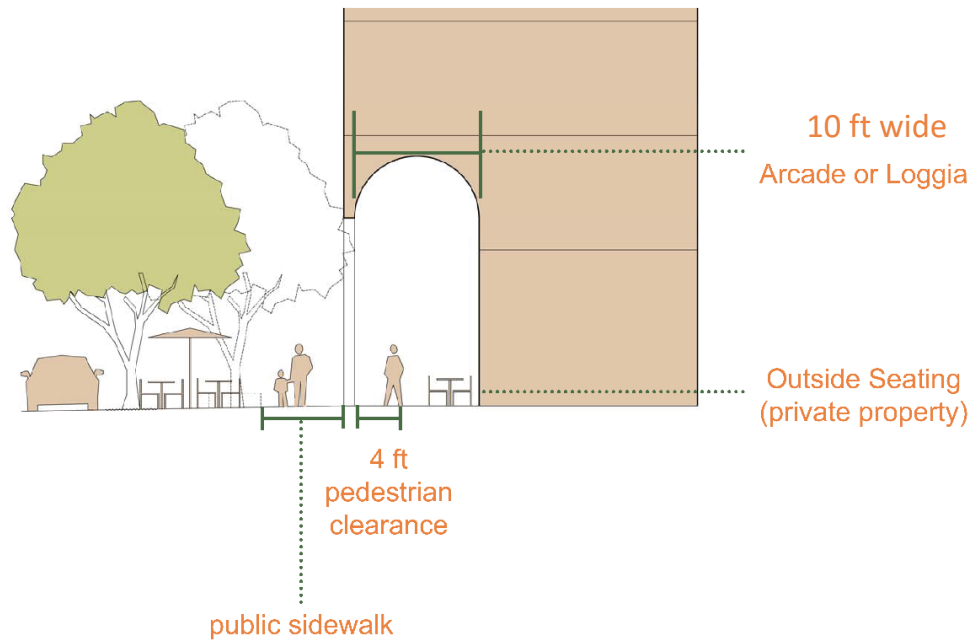 10 ft wide
Arcade or Loggia
Outside Seating
(private property)
4 ft
pedestrian
clearance
public sidewalk